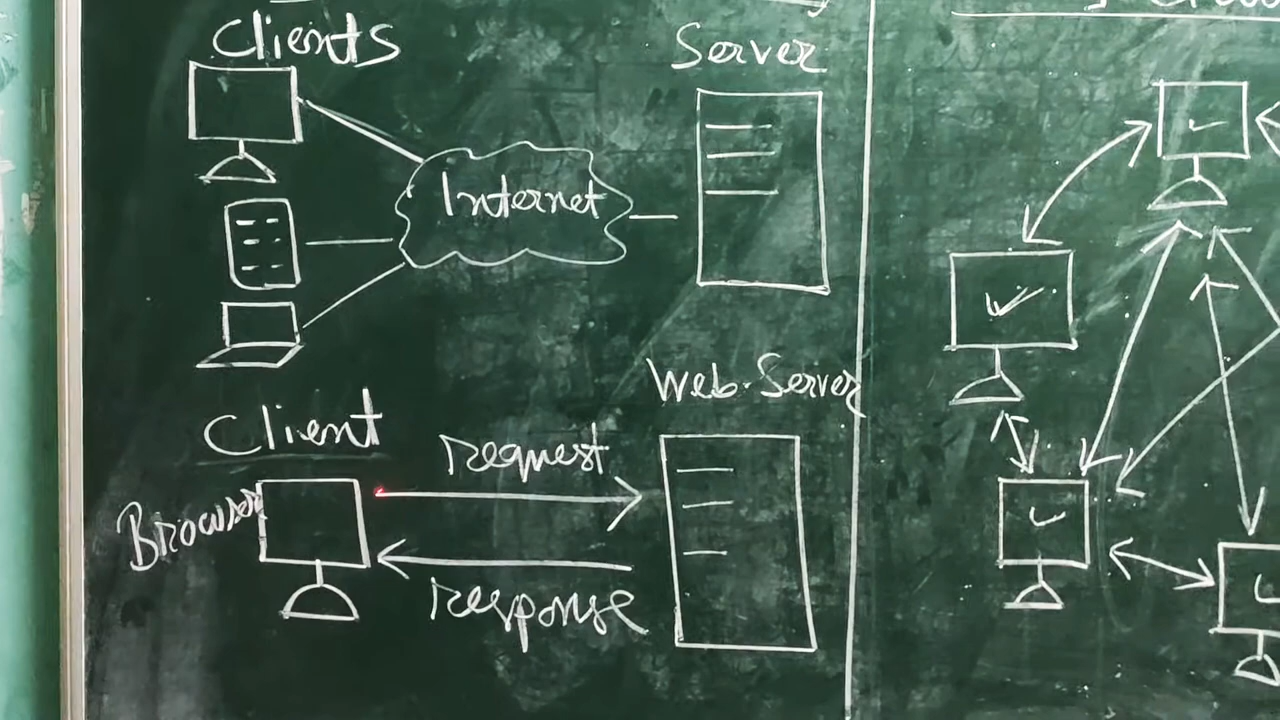 Clients
Server
Internet
Web-Server
Client
request
Browser
response